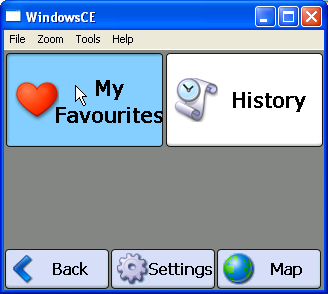 WindowsCE
File Zoom Tools Help
My
Favourites
History
Back Settings Map